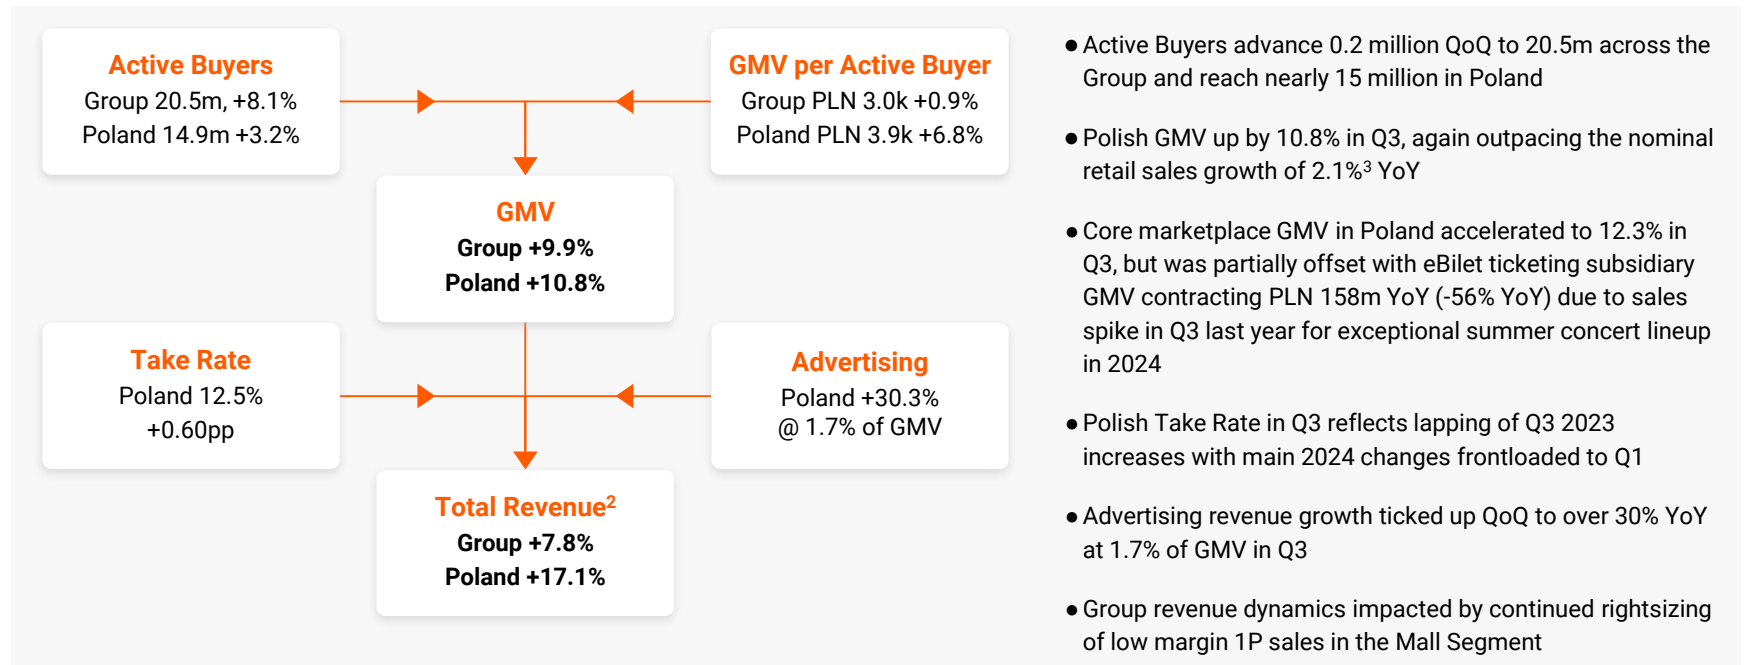 Active Buyers
Group 20.5m, +8.1%
Poland 14.9m +3.2%
GMV per Active Buyer
Group PLN 3.0k +0.9%
Poland PLN 3.9k +6.8%
GMV
Group +9.9%
Poland +10.8%
Take Rate
Poland 12.5%
+0.60pp
Advertising
Poland +30.3%
@ 1.7% of GMV
Total Revenue²
Group +7.8%
Poland +17.1%
● Active Buyers advance 0.2 million QoQ to 20.5m across the
Group and reach nearly 15 million in Poland
● Polish GMV up by 10.8% in Q3, again outpacing the nominal
retail sales growth of 2.1%³ YoY
● Core marketplace GMV in Poland accelerated to 12.3% in
Q3, but was partially offset with eBilet ticketing subsidiary
GMV contracting PLN 158m YoY (-56% YoY) due to sales
spike in Q3 last year for exceptional summer concert lineup
in 2024
● Polish Take Rate in Q3 reflects lapping of Q3 2023
increases with main 2024 changes frontloaded to Q1
● Advertising revenue growth ticked up QoQ to over 30% YoY
at 1.7% of GMV in Q3
● Group revenue dynamics impacted by continued rightsizing
of low margin 1P sales in the Mall Segment